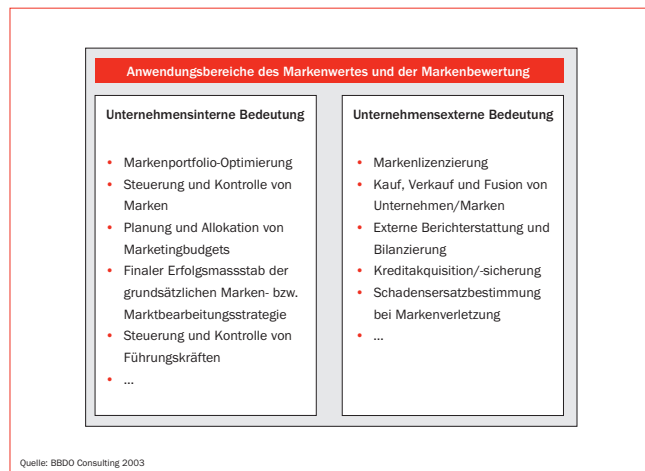 Anwendungsbereiche des Markenwertes und der Markenbewertung
Unternehmensinterne Bedeutung
• Markenportfolio-Optimierung
• Steuerung und Kontrolle von
Marken
• Planung und Allokation von
Marketingbudgets
• Finaler Erfolgsmassstab der
grundsätzlichen Marken- bzw.
Marktbearbeitungsstrategie
• Steuerung und Kontrolle von
Führungskräften
• ...
Unternehmensexterne Bedeutung
• Markenlizenzierung
• Kauf, Verkauf und Fusion von
Unternehmen/Marken
• Externe Berichterstattung und
Bilanzierung
• Kreditakquisition/-sicherung
• Schadensersatzbestimmung
bei Markenverletzung
• ...
Quelle: BBDO Consulting 2003